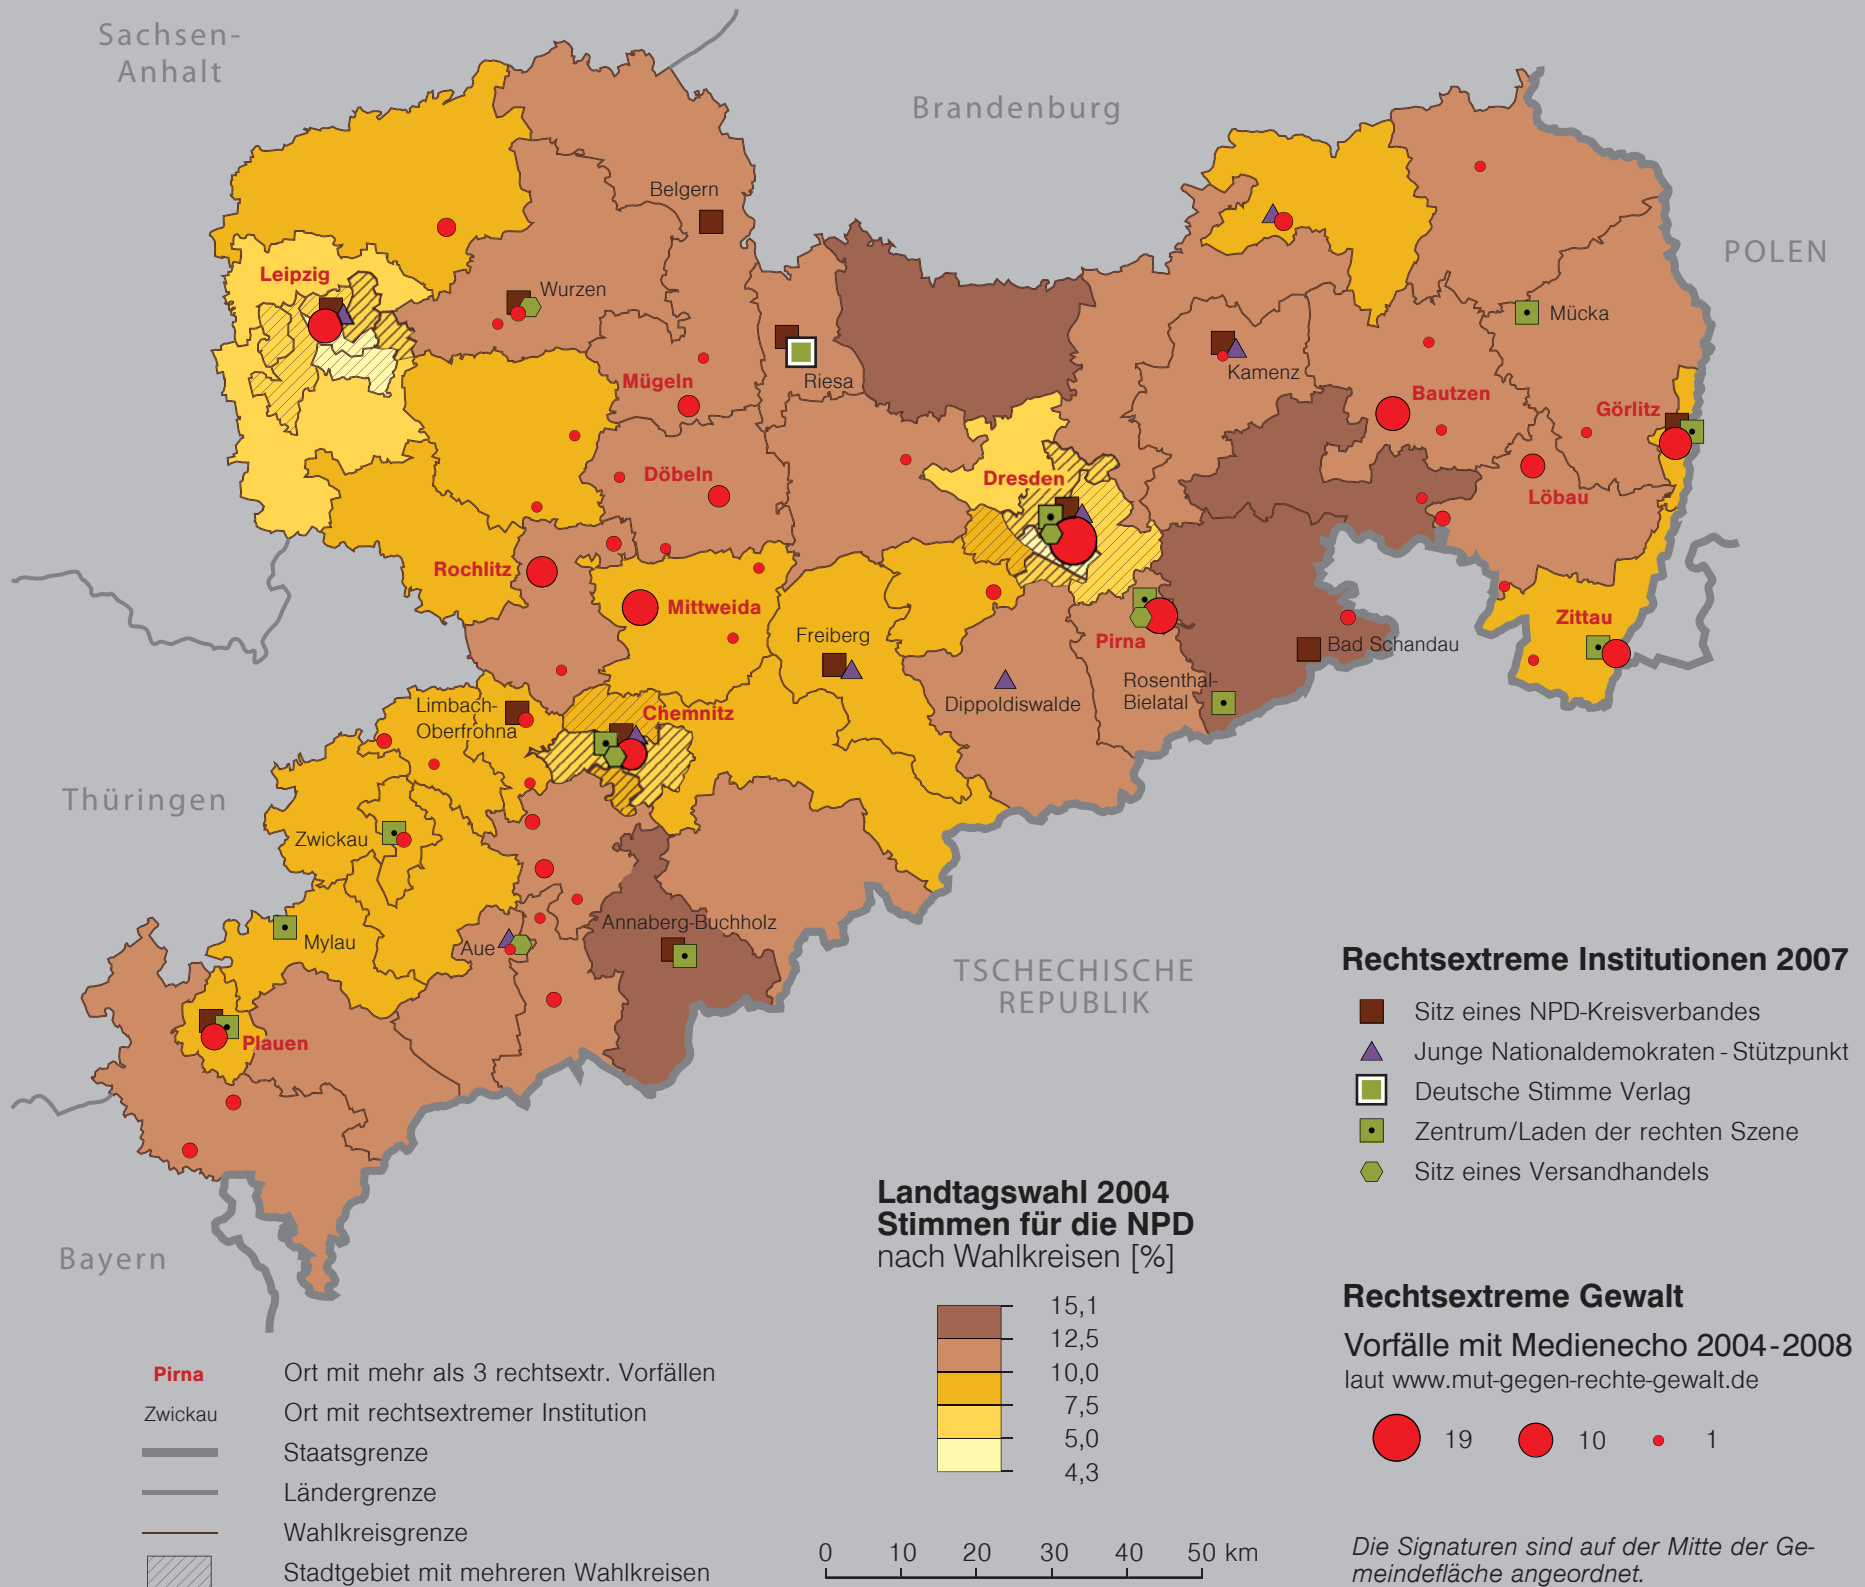 Sachsen-
Anhalt
Brandenburg
POLEN
Belgern
Leipzig
Wurzen
Mücka
Riesa
Kamenz
Mügeln
Bautzen
Görlitz
Döbeln
Dresden
Löbau
Rochlitz
Mittweida
Freiberg
Pirna
Zittau
Bad Schandau
Rosenthal-
Bielatal
Dippoldiswalde
Limbach-
Oberfrohna
Chemnitz
Thüringen
Zwickau
Mylau
Aue
Annaberg-Buchholz
TSCHECHISCHE
REPUBLIK
Plauen
Bayern
Rechtsextreme Institutionen 2007
Sitz eines NPD-Kreisverbandes
Junge Nationaldemokraten - Stützpunkt
Deutsche Stimme Verlag
Zentrum/Laden der rechten Szene
Sitz eines Versandhandels
Landtagswahl 2004
Stimmen für die NPD
nach Wahlkreisen [%]
15,1
12,5
10,0
7,5
5,0
4,3
Rechtsextreme Gewalt
Vorfälle mit Medienecho 2004-2008
laut www.mut-gegen-rechte-gewalt.de
19 10 1
Pirna Ort mit mehr als 3 rechtsextr. Vorfällen
Zwickau Ort mit rechtsextremer Institution
Staatsgrenze
Ländergrenze
Wahlkreisgrenze
Stadtgebiet mit mehreren Wahlkreisen
0 10 20 30 40 50 km
Die Signaturen sind auf der Mitte der Ge-
meindefläche angeordnet.